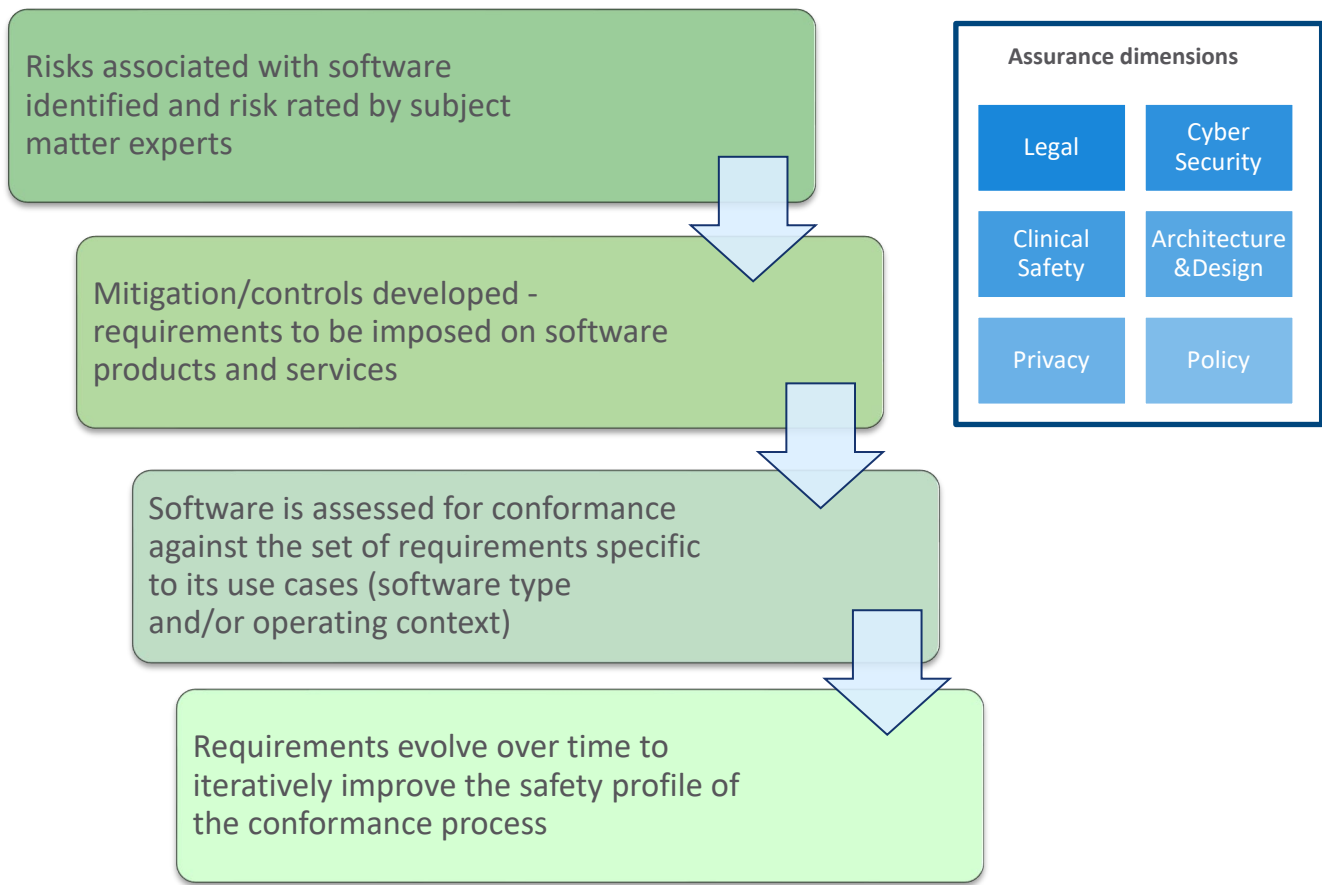 Risks associated with software
identified and risk rated by subject
matter experts
Mitigation/controls developed -
requirements to be imposed on software
products and services
Software is assessed for conformance
against the set of requirements specific
to its use cases (software type
and/or operating context)
Requirements evolve over time to
iteratively improve the safety profile of
the conformance process
Assurance dimensions
Legal
Cyber
Security
Clinical
Safety
Architecture
&Design
Privacy
Policy